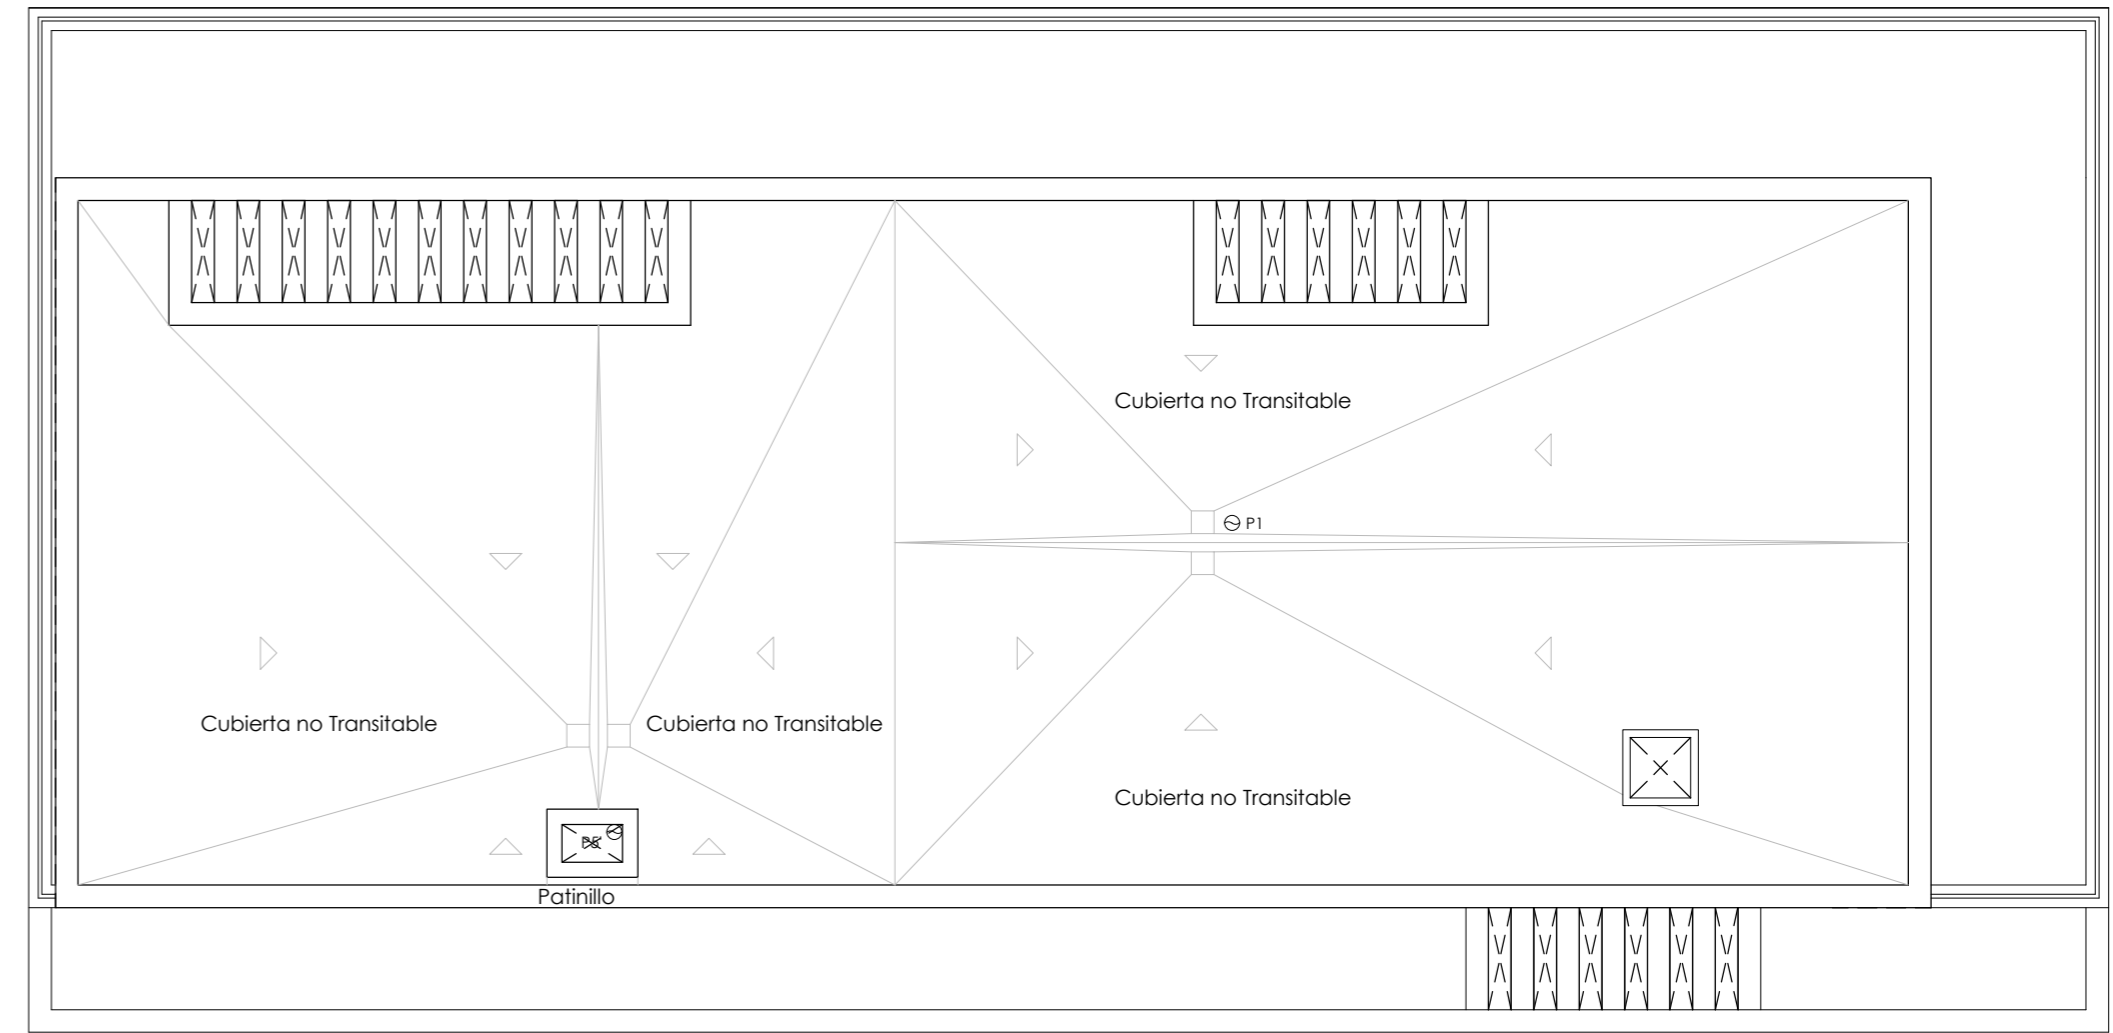 Cubierta no Transitable
P1
Cubierta no Transitable
Cubierta no Transitable
Cubierta no Transitable
Patinillo